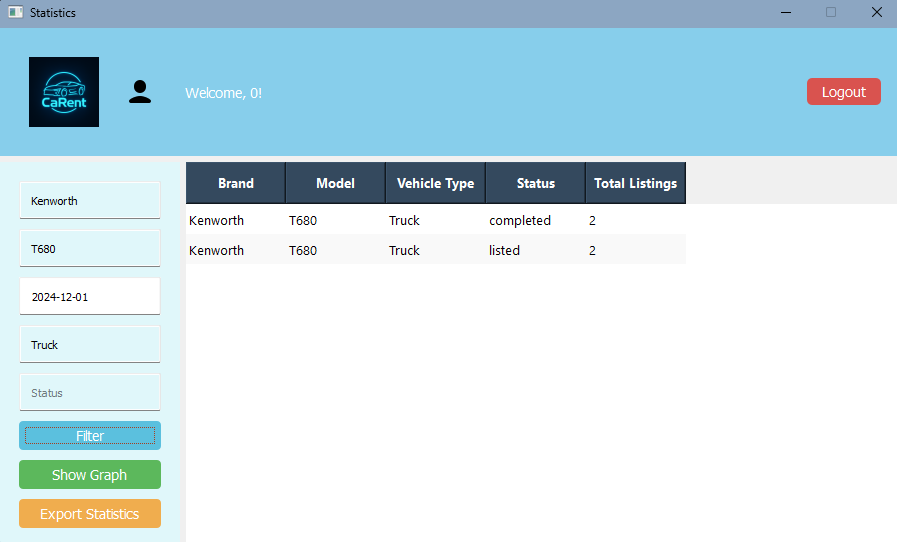 Statistics
CaRent
Welcome, 0!
Logout
Kenworth
T680
2024-12-01
Truck
Status
Filter
Show Graph
Export Statistics
Brand Model Vehicle Type Status Total Listings
Kenworth T680 Truck completed 2
Kenworth T680 Truck listed 2